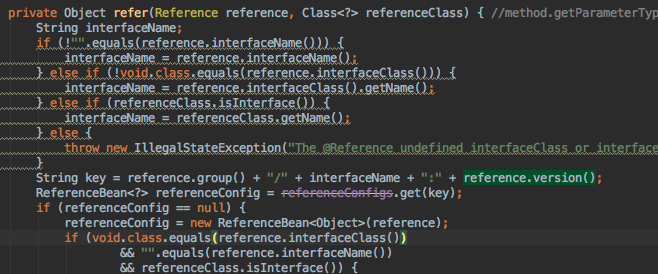 private Object refer(Reference reference, Class<?> referenceClass) { //method.getParameterTyp
String interfaceName;
if (!"".equals(reference.interfaceName())) {
interfaceName = reference.interfaceName();
} else if (!void.class.equals(reference.interfaceClass())) {
interfaceName = reference.interfaceClass().getName();
} else if (referenceClass.isInterface()) {
interfaceName = referenceClass.getName();
} else {
throw new IllegalStateException("The @Reference undefined interfaceClass or interface
}
String key = reference.group() + "/" + interfaceName + ":" + reference.version();
ReferenceBean<?> referenceConfig = referenceConfigs.get(key);
if (referenceConfig == null) {
referenceConfig = new ReferenceBean<Object>(reference);
if (void.class.equals(reference.interfaceClass())
&& "".equals(reference.interfaceName())
&& referenceClass.isInterface()) {